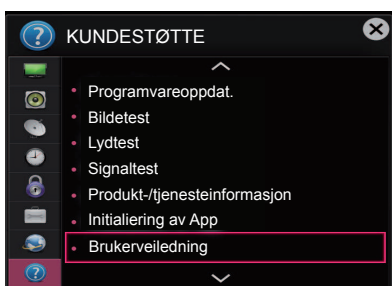 KUNDESTØTTE
Programvareoppdat.
Bildetest
Lydtest
Signaltest
Produkt-/tjenesteinformasjon
Initialiering av App
Brukerveiledning